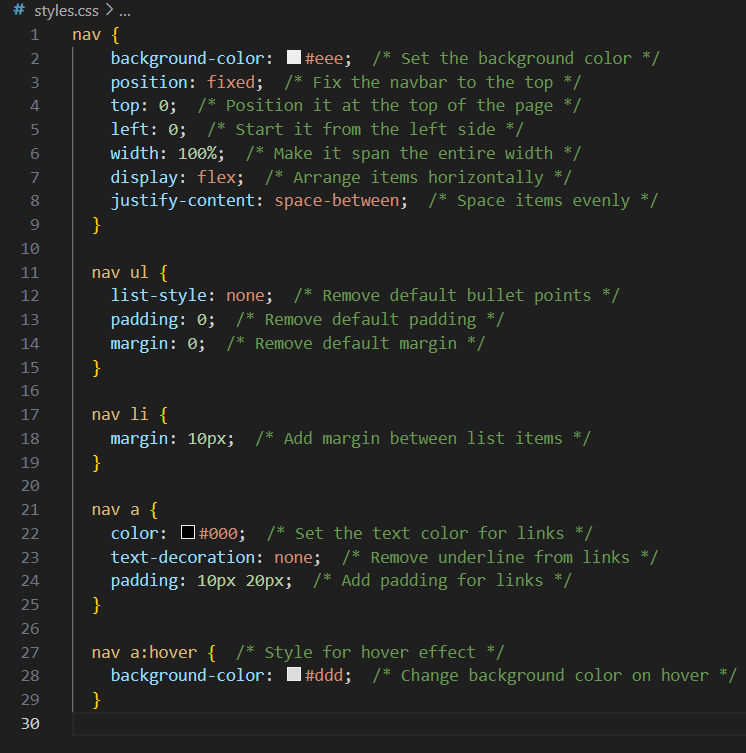 # styles.css > ...
1 nav {
2 background-color: #eee; /* Set the background color */
3 position: fixed; /* Fix the navbar to the top */
4 top: 0; /* Position it at the top of the page */
5 left: 0; /* Start it from the left side */
6 width: 100%; /* Make it span the entire width */
7 display: flex; /* Arrange items horizontally */
8 justify-content: space-between; /* Space items evenly */
9 }
10
11 nav ul {
12 list-style: none; /* Remove default bullet points */
13 padding: 0; /* Remove default padding */
14 margin: 0; /* Remove default margin */
15 }
16
17 nav li {
18 margin: 10px; /* Add margin between list items */
19 }
20
21 nav a {
22 color: #000; /* Set the text color for links */
23 text-decoration: none; /* Remove underline from links */
24 padding: 10px 20px; /* Add padding for links */
25 }
26
27 nav a:hover { /* Style for hover effect */
28 background-color: #ddd; /* Change background color on hover */
29 }
30